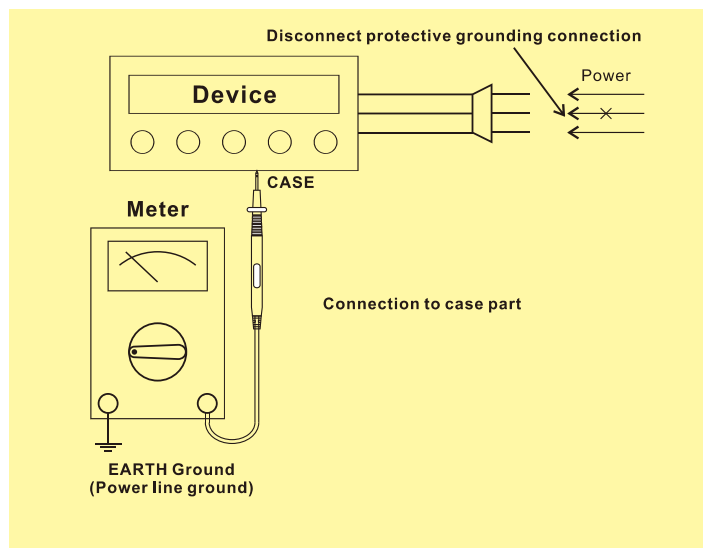 Disconnect protective grounding connection
Power
Device
CASE
Meter
Connection to case part
EARTH Ground
(Power line ground)